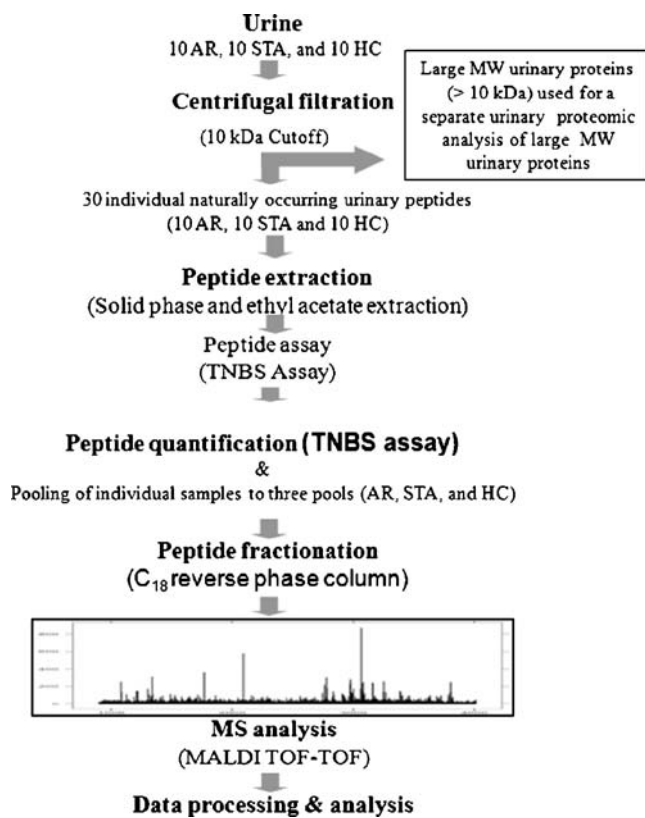 Urine
10 AR, 10 STA, and 10 HC
Centrifugal filtration
(10 kDa Cutoff)
Large MW urinary proteins
(> 10 kDa) used for a
separate urinary proteomic
analysis of large MW
urinary proteins
30 individual naturally occurring urinary peptides
(10 AR, 10 STA and 10 HC)
Peptide extraction
(Solid phase and ethyl acetate extraction)
Peptide assay
(TNBS Assay)
Peptide quantification (TNBS assay)
&
Pooling of individual samples to three pools (AR, STA, and HC)
Peptide fractionation
(C₁₈ reverse phase column)
MS analysis
(MALDI TOF-TOF)
Data processing & analysis